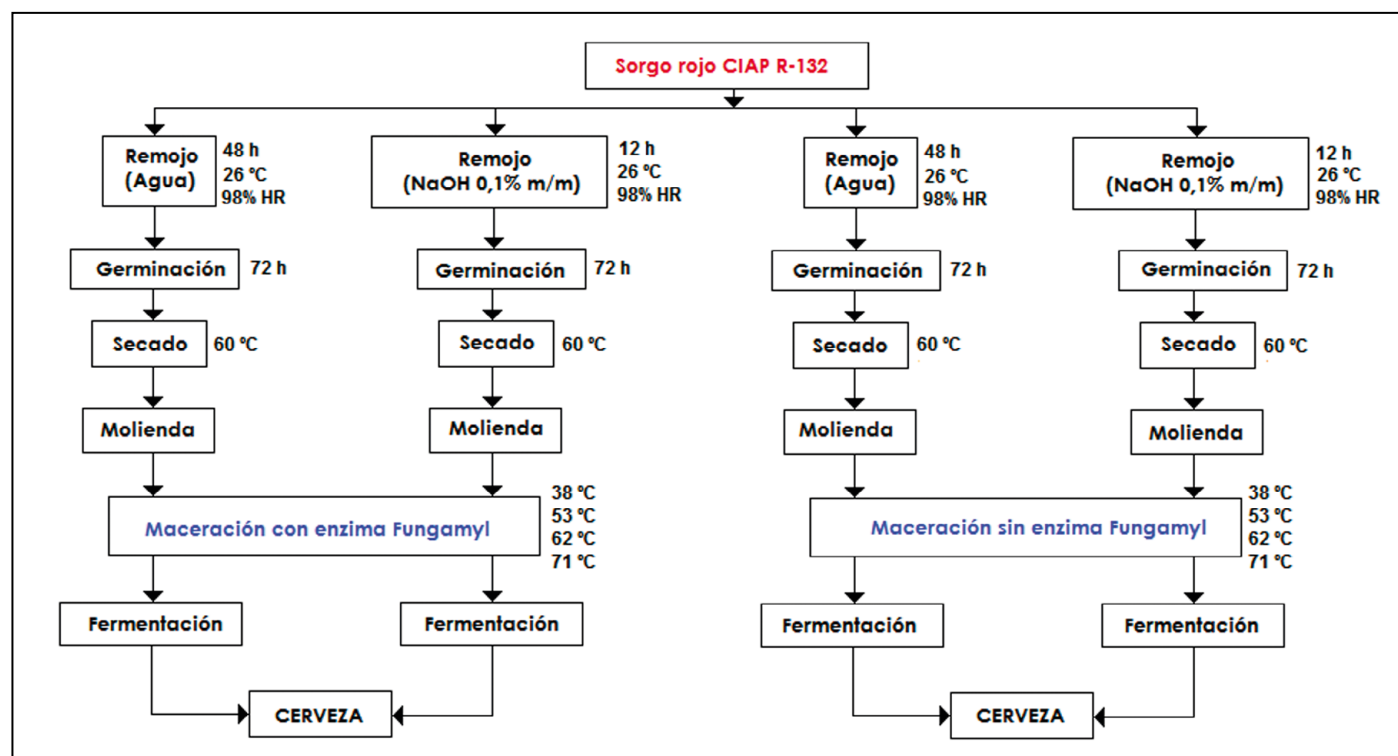 Sorgo rojo CIAP R-132
Remojo
(Agua)
48 h
26 ºC
98% HR
Remojo
(NaOH 0,1% m/m)
12 h
26 ºC
98% HR
Remojo
(Agua)
48 h
26 ºC
98% HR
Remojo
(NaOH 0,1% m/m)
12 h
26 ºC
98% HR
Germinación
72 h
Germinación
72 h
Germinación
72 h
Germinación
72 h
Secado
60 ºC
Secado
60 ºC
Secado
60 ºC
Secado
60 ºC
Molienda
Molienda
Molienda
Molienda
Maceración con enzima Fungamyl
38 ºC
53 ºC
62 ºC
71 ºC
Maceración sin enzima Fungamyl
38 ºC
53 ºC
62 ºC
71 ºC
Fermentación
Fermentación
Fermentación
Fermentación
CERVEZA
CERVEZA